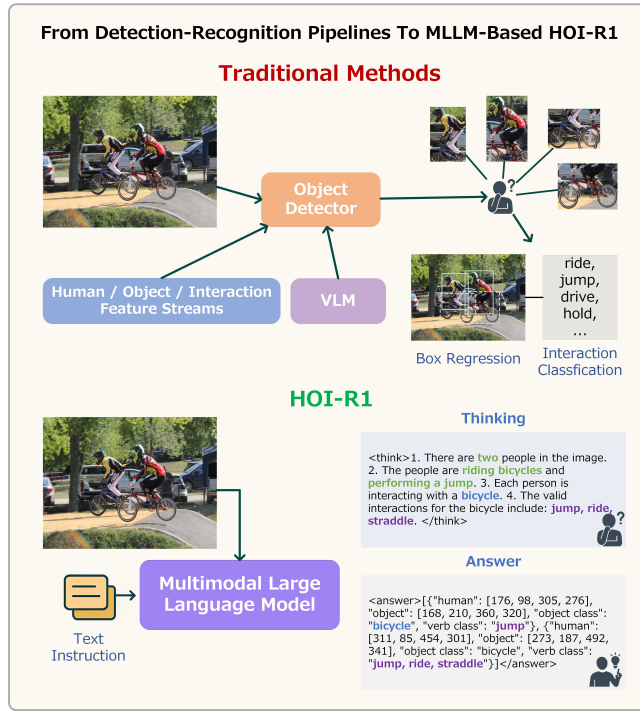 From Detection-Recognition Pipelines To MLLM-Based HOI-R1
Traditional Methods
Object
Detector
?
Human / Object / Interaction
Feature Streams
VLM
ride,
jump,
drive,
hold,
...
Box Regression
Interaction
Classfication
HOI-R1
Thinking
<think>1. There are two people in the image.
2. The people are riding bicycles and
performing a jump. 3. Each person is
interacting with a bicycle. 4. The valid
interactions for the bicycle include: jump, ride,
straddle. </think>
?
Multimodal Large
Language Model
Text
Instruction
Answer
<answer>[{"human": [176, 98, 305, 276],
"object": [168, 210, 360, 320], "object class":
"bicycle", "verb class": "jump"}, {"human":
[311, 85, 454, 301], "object": [273, 187, 492,
341], "object class": "bicycle", "verb class":
"jump, ride, straddle"}]</answer>